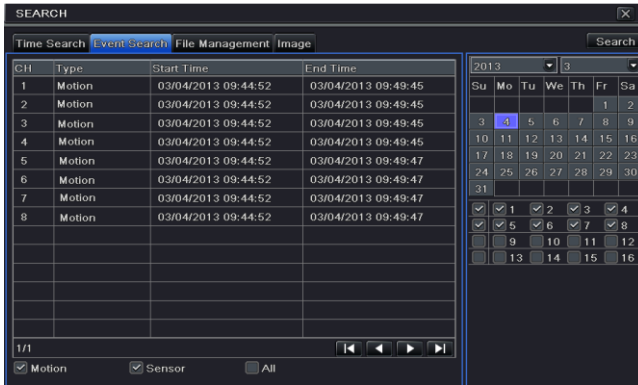 SEARCH
Time Search Event Search File Management Image Search
CH Type Start Time End Time
1 Motion 03/04/2013 09:44:52 03/04/2013 09:49:45
2 Motion 03/04/2013 09:44:52 03/04/2013 09:49:45
3 Motion 03/04/2013 09:44:52 03/04/2013 09:49:45
4 Motion 03/04/2013 09:44:52 03/04/2013 09:49:45
5 Motion 03/04/2013 09:44:52 03/04/2013 09:49:47
6 Motion 03/04/2013 09:44:52 03/04/2013 09:49:47
7 Motion 03/04/2013 09:44:52 03/04/2013 09:49:47
8 Motion 03/04/2013 09:44:52 03/04/2013 09:49:47
1/1
Motion Sensor All
2013 3
Su Mo Tu We Th Fr Sa
1 2
3 4 5 6 7 8 9
10 11 12 13 14 15 16
17 18 19 20 21 22 23
24 25 26 27 28 29 30
31
1 2 3 4
5 6 7 8
9 10 11 12
13 14 15 16